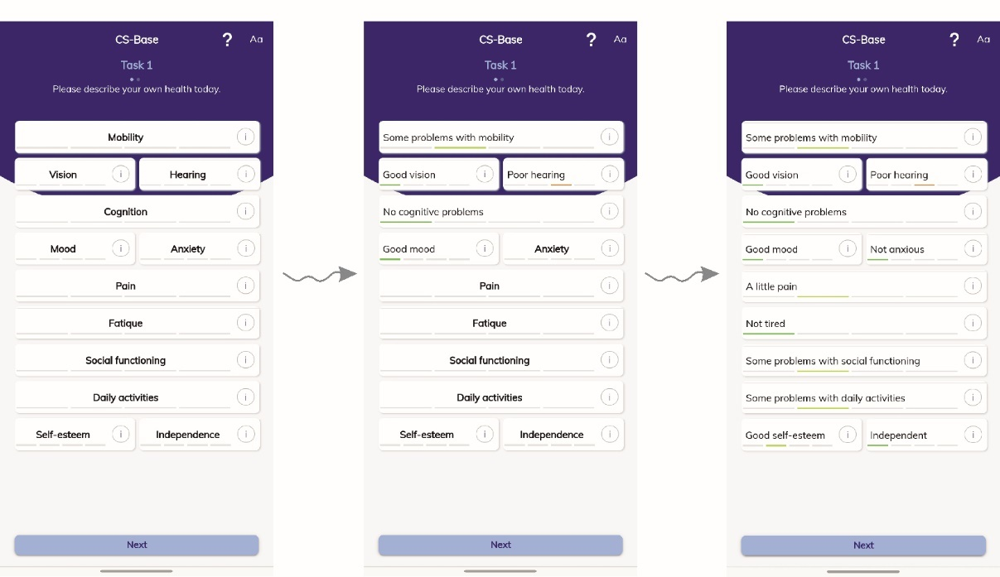 CS-Base ? Aa
Task 1
Please describe your own health today.
Mobility i
Vision i Hearing i
Cognition i
Mood i Anxiety i
Pain i
Fatique i
Social functioning i
Daily activities i
Self-esteem i Independence i
Next
CS-Base ? Aa
Task 1
Please describe your own health today.
Some problems with mobility i
Good vision i Poor hearing i
No cognitive problems i
Good mood i Anxiety i
Pain i
Fatique i
Social functioning i
Daily activities i
Self-esteem i Independence i
Next
CS-Base ? Aa
Task 1
Please describe your own health today.
Some problems with mobility i
Good vision i Poor hearing i
No cognitive problems i
Good mood i Not anxious i
A little pain i
Not tired i
Some problems with social functioning i
Some problems with daily activities i
Good self-esteem i Independent i
Next